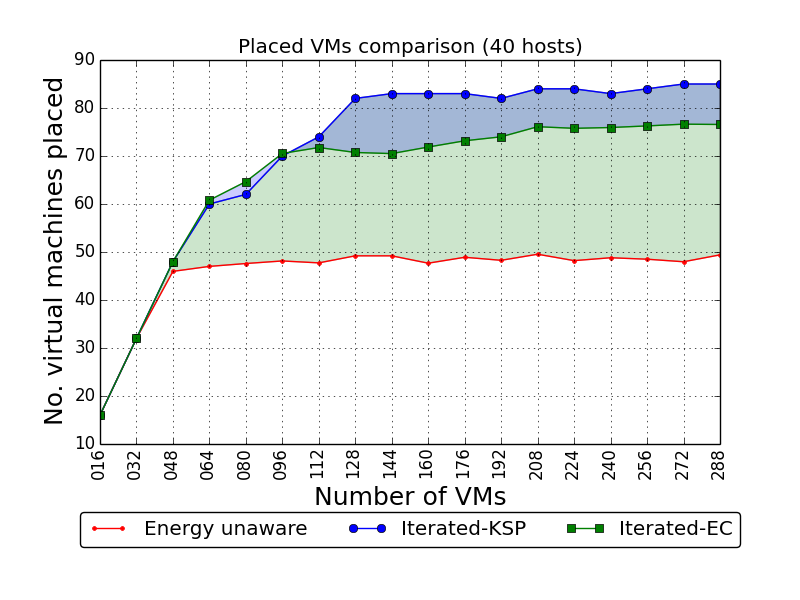 Placed VMs comparison (40 hosts)
No. virtual machines placed
90
80
70
60
50
40
30
20
10
016 032 048 064 080 096 112 128 144 160 176 192 208 224 240 256 272 288
Number of VMs
Energy unaware Iterated-KSP Iterated-EC